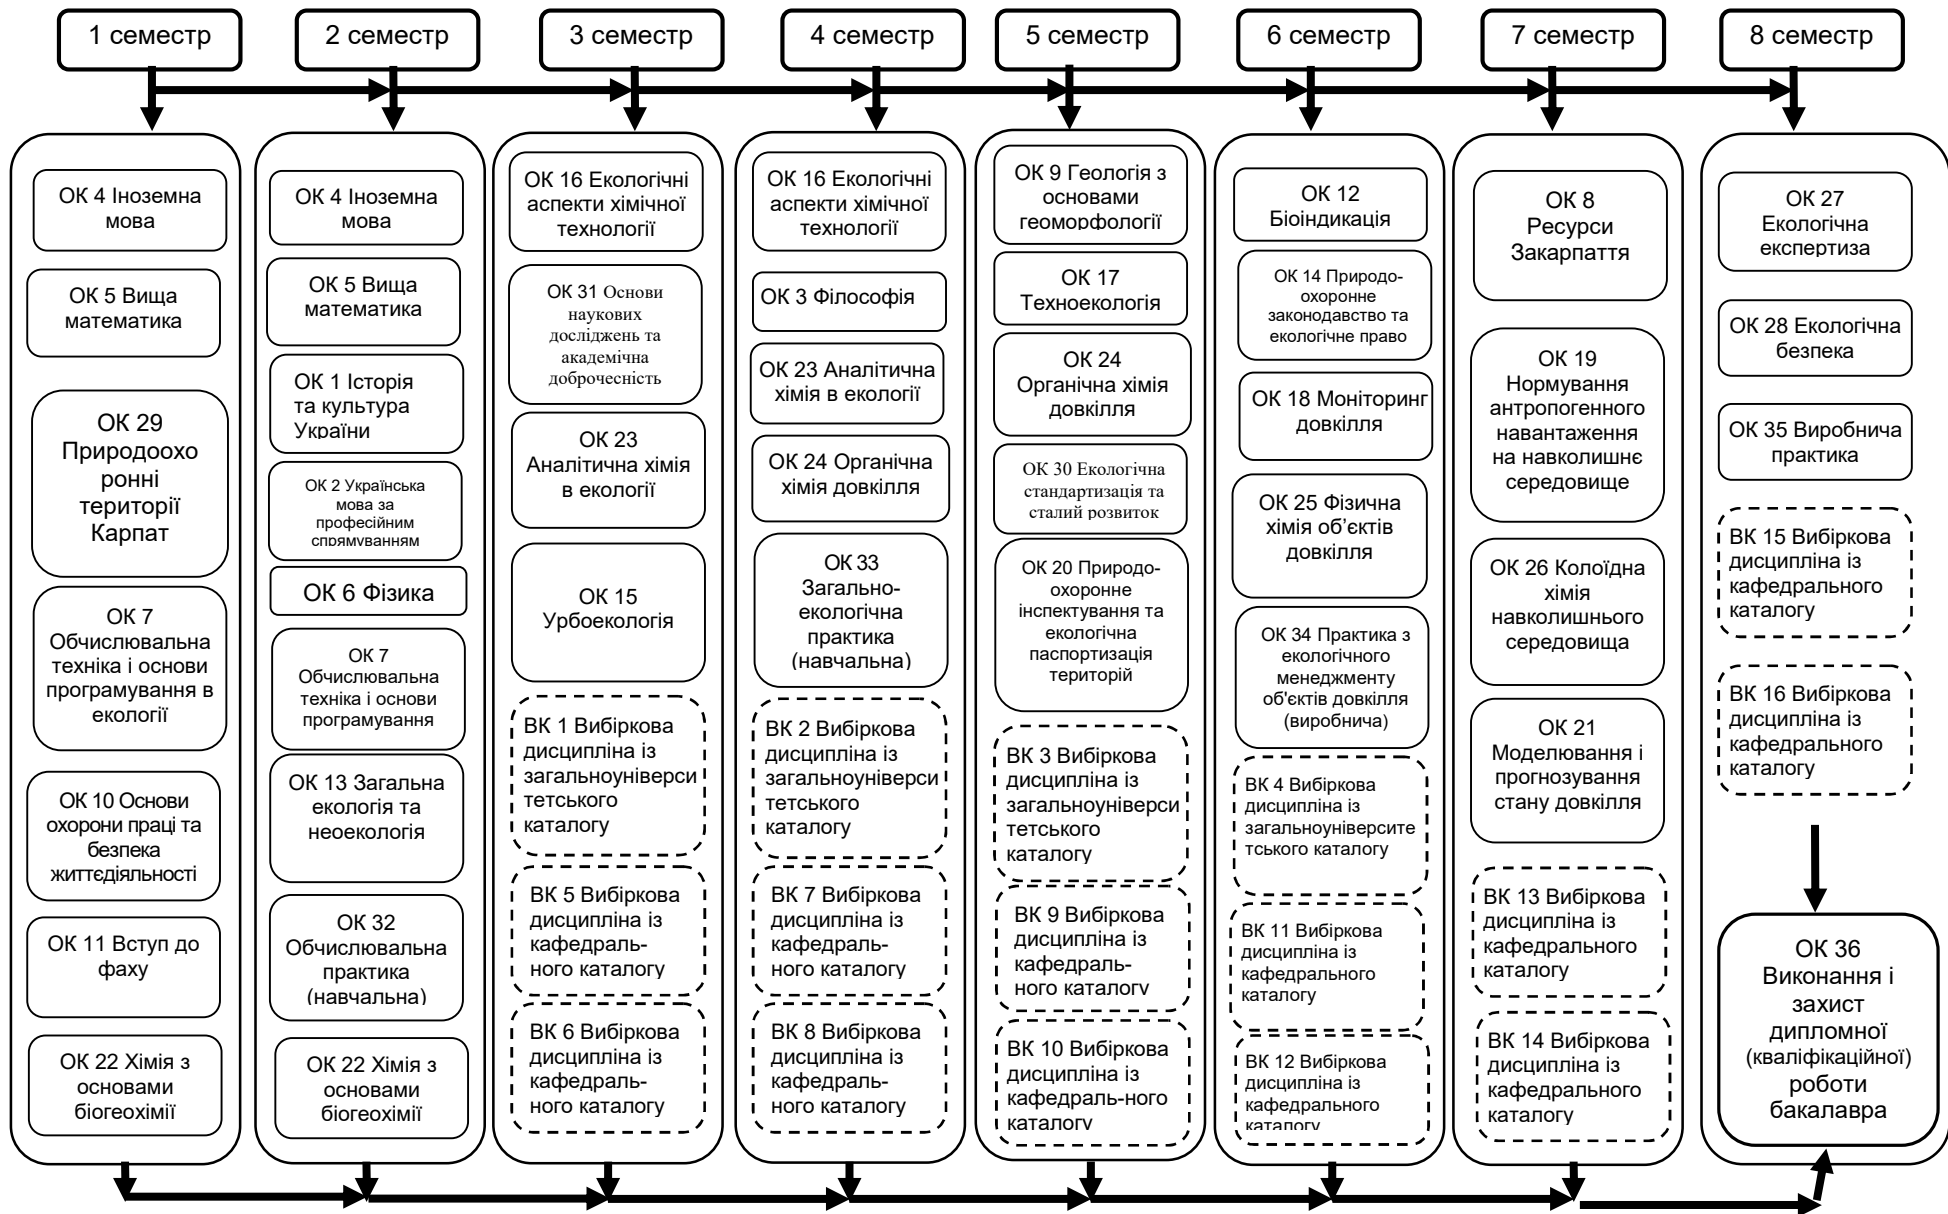 1 семестр
2 семестр
3 семестр
4 семестр
5 семестр
6 семестр
7 семестр
8 семестр
ОК 4 Іноземна
мова
ОК 5 Вища
математика
ОК 29
Природоохо
ронні
території
Карпат
ОК 7
Обчислювальна
техніка і основи
програмування в
екології
ОК 10 Основи
охорони праці та
безпека
життєдіяльності
ОК 11 Вступ до
фаху
ОК 22 Хімія з
основами
біогеохімії
ОК 4 Іноземна
мова
ОК 5 Вища
математика
ОК 1 Історія
та культура
України
ОК 2 Українська
мова за
професійним
спрямуванням
ОК 6 Фізика
ОК 7
Обчислювальна
техніка і основи
програмування
ОК 13 Загальна
екологія та
неоекологія
ОК 32
Обчислювальна
практика
(навчальна)
ОК 22 Хімія з
основами
біогеохімії
ОК 16 Екологічні
аспекти хімічної
технології
ОК 31 Основи
наукових
досліджень та
академічна
доброчесність
ОК 23
Аналітична хімія
в екології
ОК 15
Урбоекологія
ВК 1 Вибіркова
дисципліна із
загальноуніверси
тетського
каталогу
ВК 5 Вибіркова
дисципліна із
кафедраль-
ного каталогу
ВК 6 Вибіркова
дисципліна із
кафедраль-
ного каталогу
ОК 16 Екологічні
аспекти хімічної
технології
ОК 3 Філософія
ОК 23 Аналітична
хімія в екології
ОК 24 Органічна
хімія довкілля
ОК 33
Загально-
екологічна
практика
(навчальна)
ВК 2 Вибіркова
дисципліна із
загальноуніверси
тетського
каталогу
ВК 7 Вибіркова
дисципліна із
кафедраль-
ного каталогу
ВК 8 Вибіркова
дисципліна із
кафедраль-
ного каталогу
ОК 9 Геологія з
основами
геоморфології
ОК 17
Техноекологія
ОК 24
Органічна хімія
довкілля
ОК 30 Екологічна
стандартизація та
сталий розвиток
ОК 20 Природо-
охоронне
інспектування та
екологічна
паспортизація
територій
ВК 3 Вибіркова
дисципліна із
загальноуніверси
тетського
каталогу
ВК 9 Вибіркова
дисципліна із
кафедраль-
ного каталогу
ВК 10 Вибіркова
дисципліна із
кафедраль-ного
каталогу
ОК 12
Біоіндикація
ОК 14 Природо-
охоронне
законодавство та
екологічне право
ОК 18 Моніторинг
довкілля
ОК 25 Фізична
хімія об’єктів
довкілля
ОК 34 Практика з
екологічного
менеджменту
об'єктів довкілля
(виробнича)
ВК 4 Вибіркова
дисципліна із
загальноуніверсите
тського каталогу
ВК 11 Вибіркова
дисципліна із
кафедрального
каталогу
ВК 12 Вибіркова
дисципліна із
кафедрального
каталогу
ОК 8
Ресурси
Закарпаття
ОК 19
Нормування
антропогенного
навантаження
на навколишнє
середовище
ОК 26 Колоїдна
хімія
навколишнього
середовища
ОК 21
Моделювання і
прогнозування
стану довкілля
ВК 13 Вибіркова
дисципліна із
кафедрального
каталогу
ВК 14 Вибіркова
дисципліна із
кафедрального
каталогу
ОК 27
Екологічна
експертиза
ОК 28 Екологічна
безпека
ОК 35 Виробнича
практика
ВК 15 Вибіркова
дисципліна із
кафедрального
каталогу
ВК 16 Вибіркова
дисципліна із
кафедрального
каталогу
ОК 36
Виконання і
захист
дипломної
(кваліфікаційної)
роботи
бакалавра